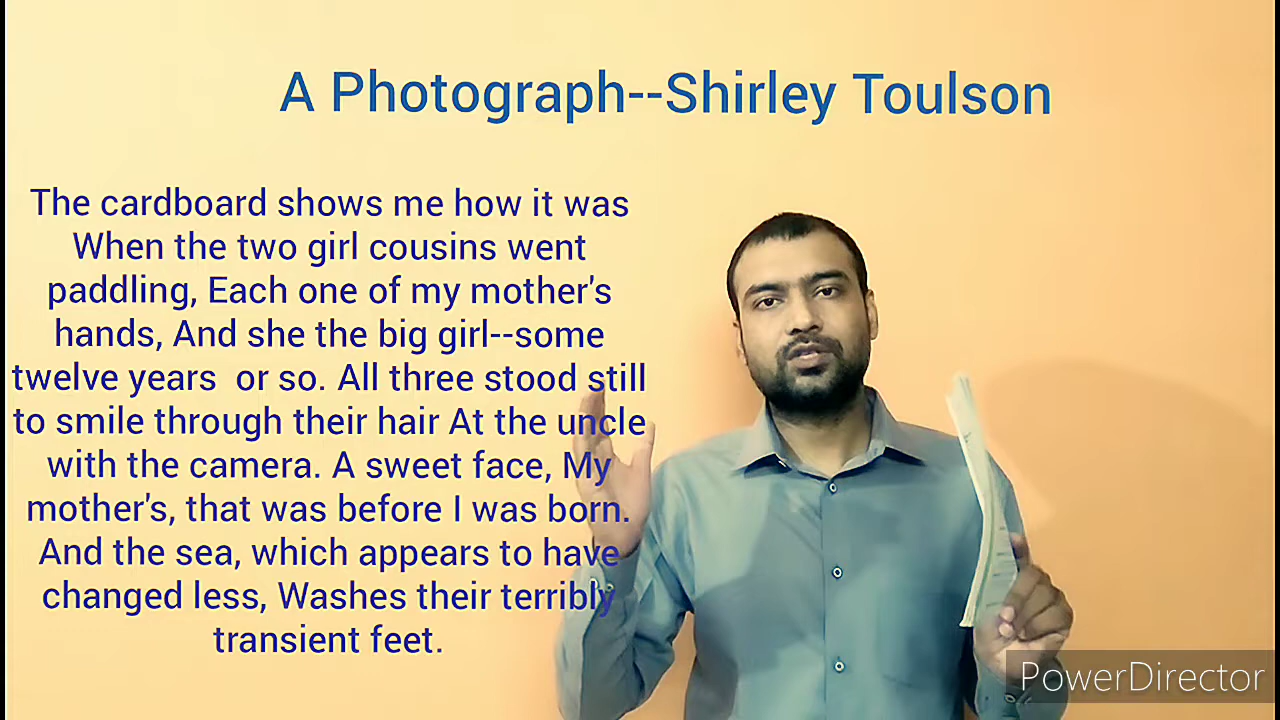 A Photograph--Shirley Toulson
The cardboard shows me how it was
When the two girl cousins went
paddling, Each one of my mother's
hands, And she the big girl--some
twelve years  or so. All three stood still
to smile through their hair At the uncle
with the camera. A sweet face, My
mother's, that was before I was born.
And the sea, which appears to have
changed less, Washes their terribly
transient feet.
PowerDirector